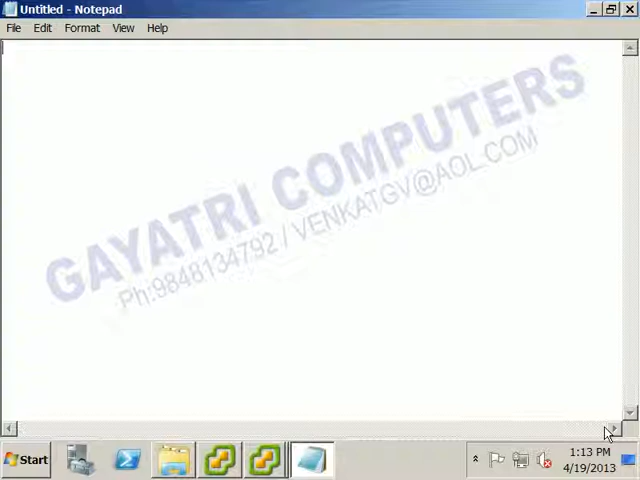 Untitled - Notepad
File Edit Format View Help
GAYATRI COMPUTERS
Ph:9848134792 / VENKATGV@AOL.COM
Start
1:13 PM
4/19/2013